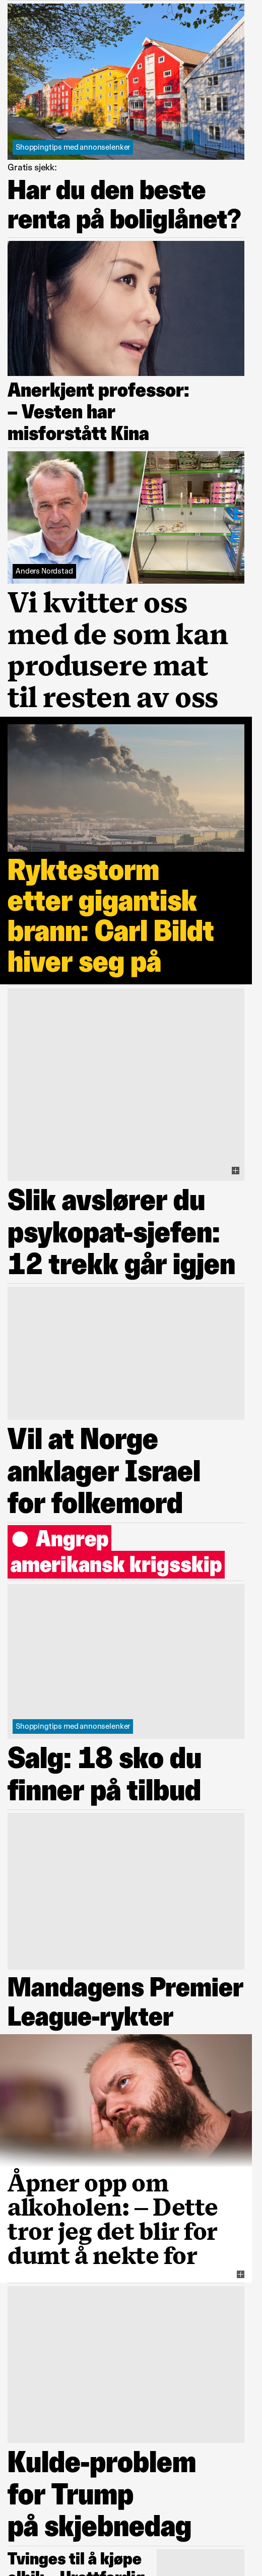 Shoppingtips med annonselenker
Gratis sjekk:
Har du den beste
renta på boliglånet?
Anerkjent professor:
– Vesten har
misforstått Kina
Anders Nordstad
Vi kvitter oss
med de som kan
produsere mat
til resten av oss
Ryktestorm
etter gigantisk
brann: Carl Bildt
hiver seg på
Slik avslører du
psykopat-sjefen:
12 trekk går igjen
Vil at Norge
anklager Israel
for folkemord
Angrep
amerikansk krigsskip
Shoppingtips med annonselenker
Salg: 18 sko du
finner på tilbud
Mandagens Premier
League-rykter
Åpner opp om
alkoholen: – Dette
tror jeg det blir for
dumt å nekte for
Kulde-problem
for Trump
på skjebnedag
Tvinges til å kjøpe